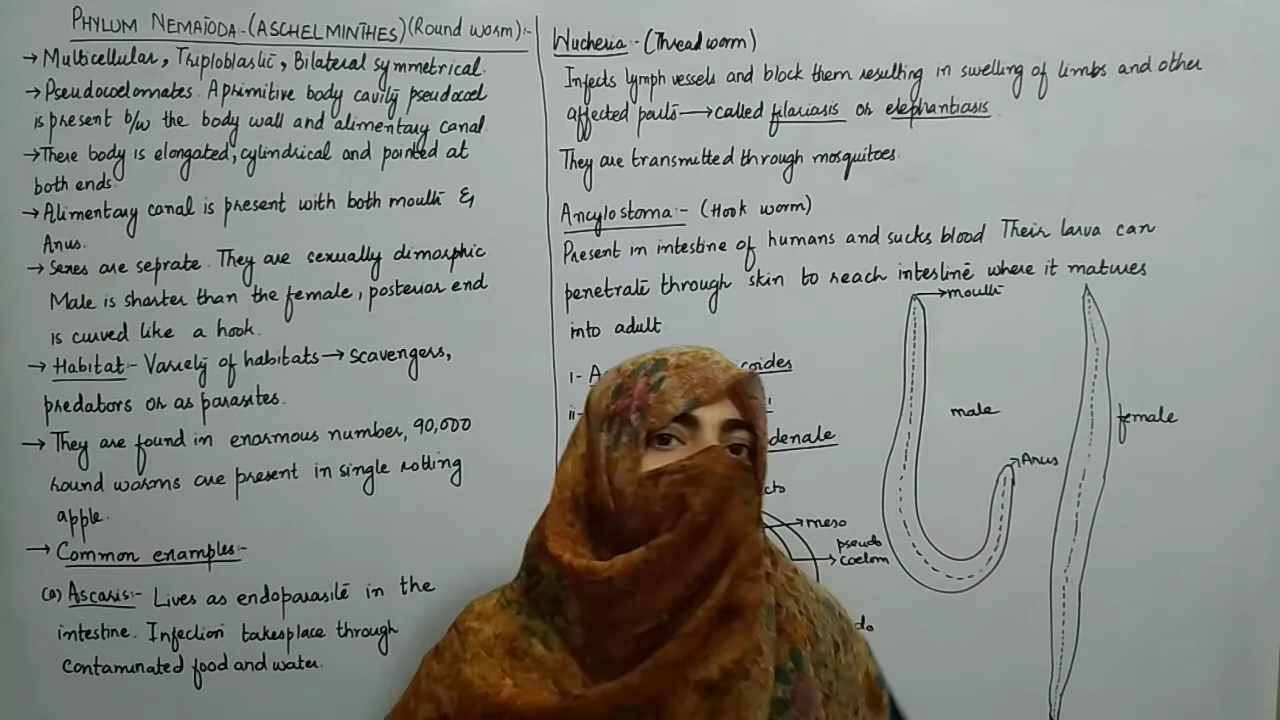 PHYLUM NEMATODA-(ASCHELMINTHES)(Round worm):-
→ Multicellular, Triploblastic, Bilateral symmetrical.
→ Pseudocoelomates. A primitive body cavity pseudocoel
is present b/w the body wall and alimentary canal
→ There body is elongated, cylindrical and pointed at
both ends.
→ Alimentary canal is present with both mouth &
Anus.
→ Sexes are seprate. They are sexually dimorphic
Male is shorter than the female, posterior end
is curved like a hook.
→ Habitat- Variety of habitats → scavengers,
predators or as parasites.
→ They are found in enormous number, 90,000
round worms are present in single rotting
apple.
→ Common examples:-
(a) Ascaris:- Lives as endoparasite in the
intestine. Infection takesplace through
contaminated food and water.
Wucheria:- (Thread worm)
Infects lymph vessels and block them resulting in swelling of limbs and other
affected parts → called filariasis or elephantiasis.
They are transmitted through mosquitoes.
Ancylostoma:- (Hook worm)
Present in intestine of humans and sucks blood Their larva can
penetrate through skin to reach intestine where it matures
into adult
i- A
ii-
→ mouth
male
→ Anus
female
→ meso
pseudo
→ coelom